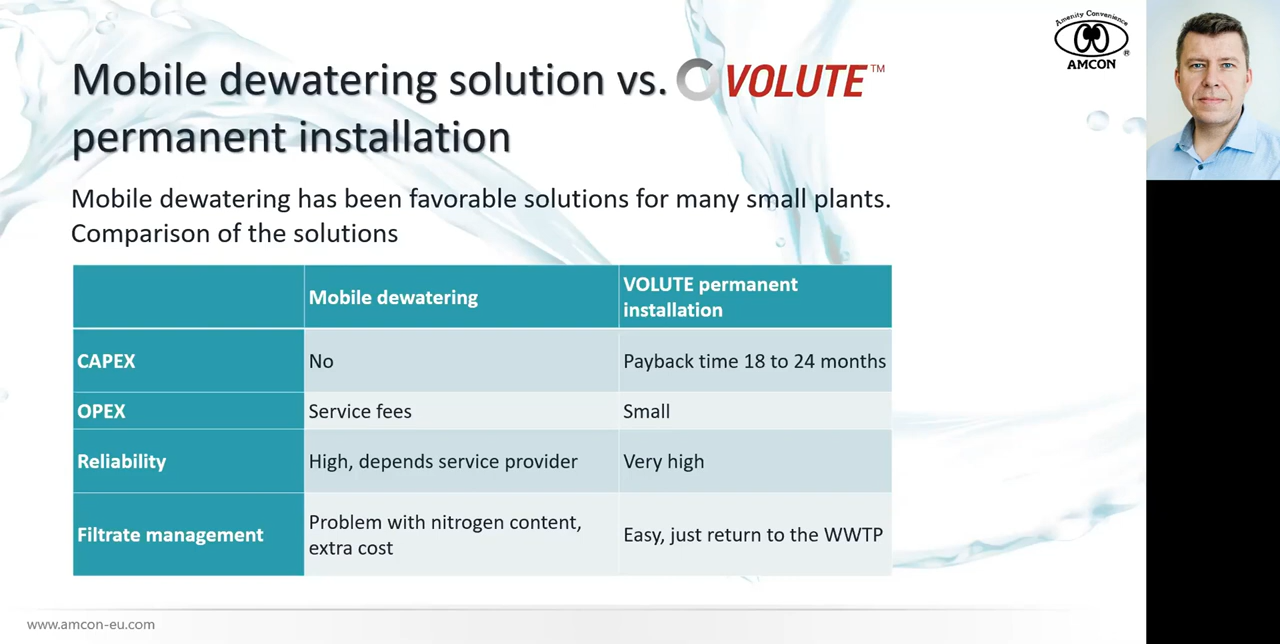 Mobile dewatering solution vs. VOLUTE™
permanent installation
Amenity Convenience
®
AMCON
Mobile dewatering has been favorable solutions for many small plants.
Comparison of the solutions
Mobile dewatering
VOLUTE permanent
installation
CAPEX
No
Payback time 18 to 24 months
OPEX
Service fees
Small
Reliability
High, depends service provider
Very high
Filtrate management
Problem with nitrogen content,
extra cost
Easy, just return to the WWTP
www.amcon-eu.com